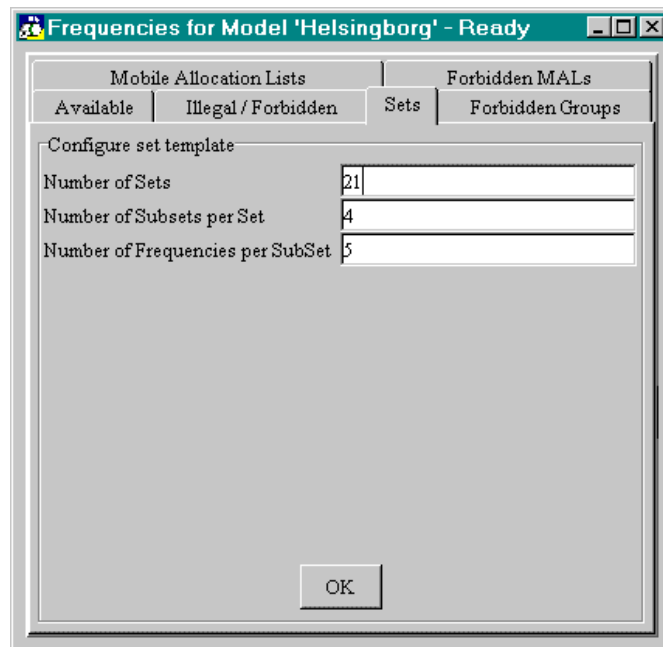 Frequencies for Model 'Helsingborg' - Ready
Mobile Allocation Lists Forbidden MALs
Available Illegal / Forbidden Sets Forbidden Groups
Configure set template
Number of Sets 21
Number of Subsets per Set 4
Number of Frequencies per SubSet 5
OK